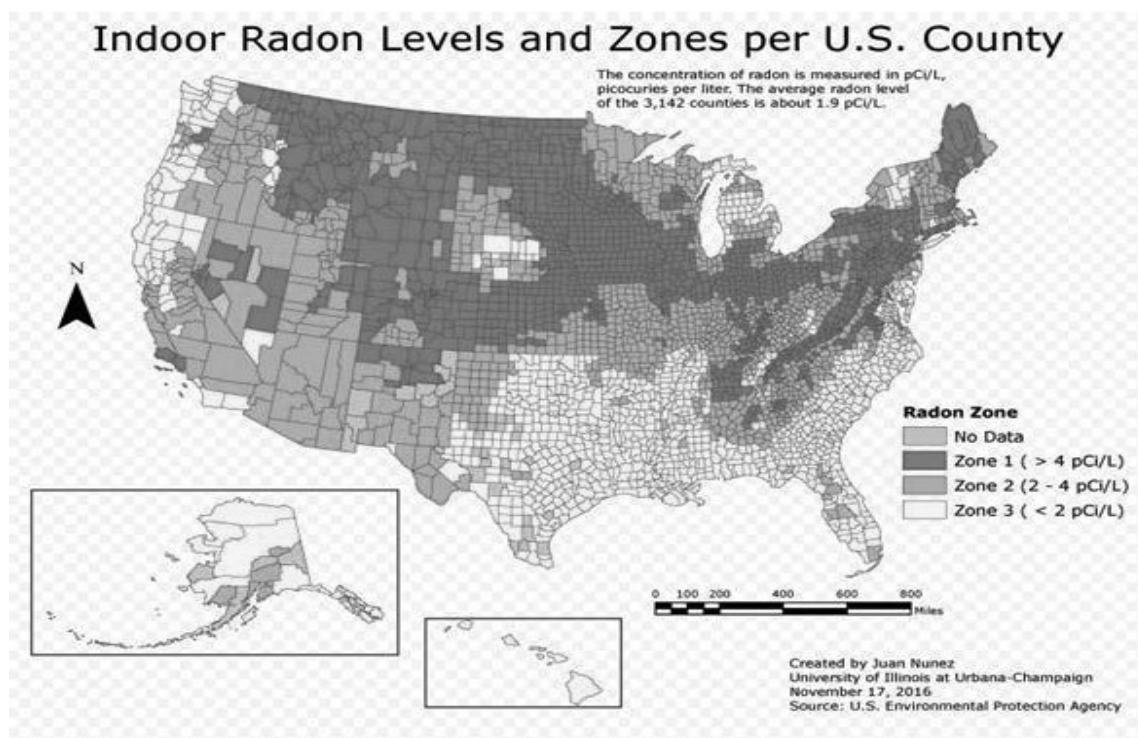 Indoor Radon Levels and Zones per U.S. County
The concentration of radon is measured in pCi/L,
picocuries per liter. The average radon level
of the 3,142 counties is about 1.9 pCi/L.
N
Radon Zone
No Data
Zone 1 ( > 4 pCi/L)
Zone 2 (2 - 4 pCi/L)
Zone 3 ( < 2 pCi/L)
0 100 200 400 600 800
Miles
Created by Juan Nunez
University of Illinois at Urbana-Champaign
November 17, 2016
Source: U.S. Environmental Protection Agency